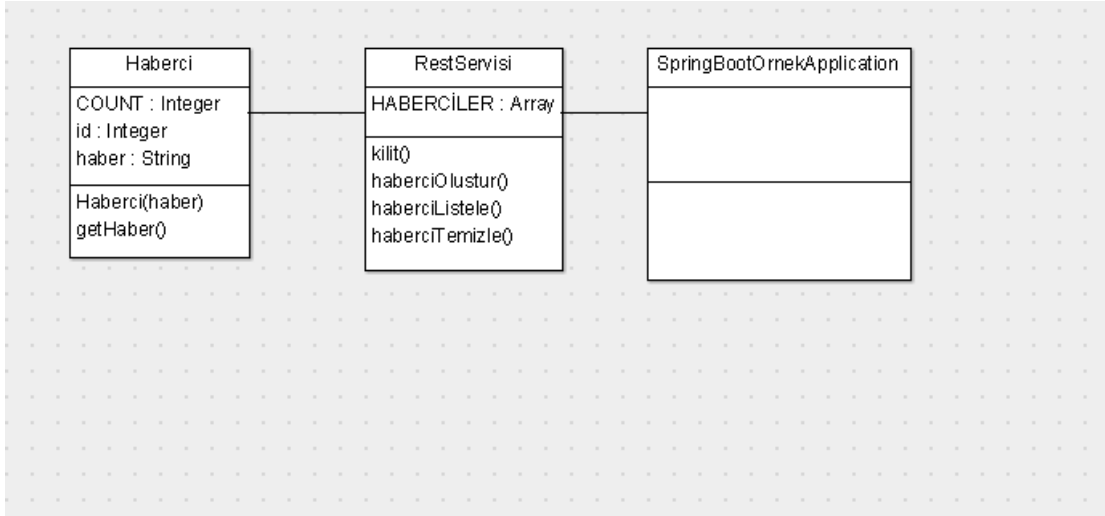 Haberci
COUNT : Integer
id : Integer
haber : String
Haberci(haber)
getHaber()
RestServisi
HABERCİLER : Array
kilit()
haberciOlustur()
haberciListele()
haberciTemizle()
SpringBootOrnekApplication